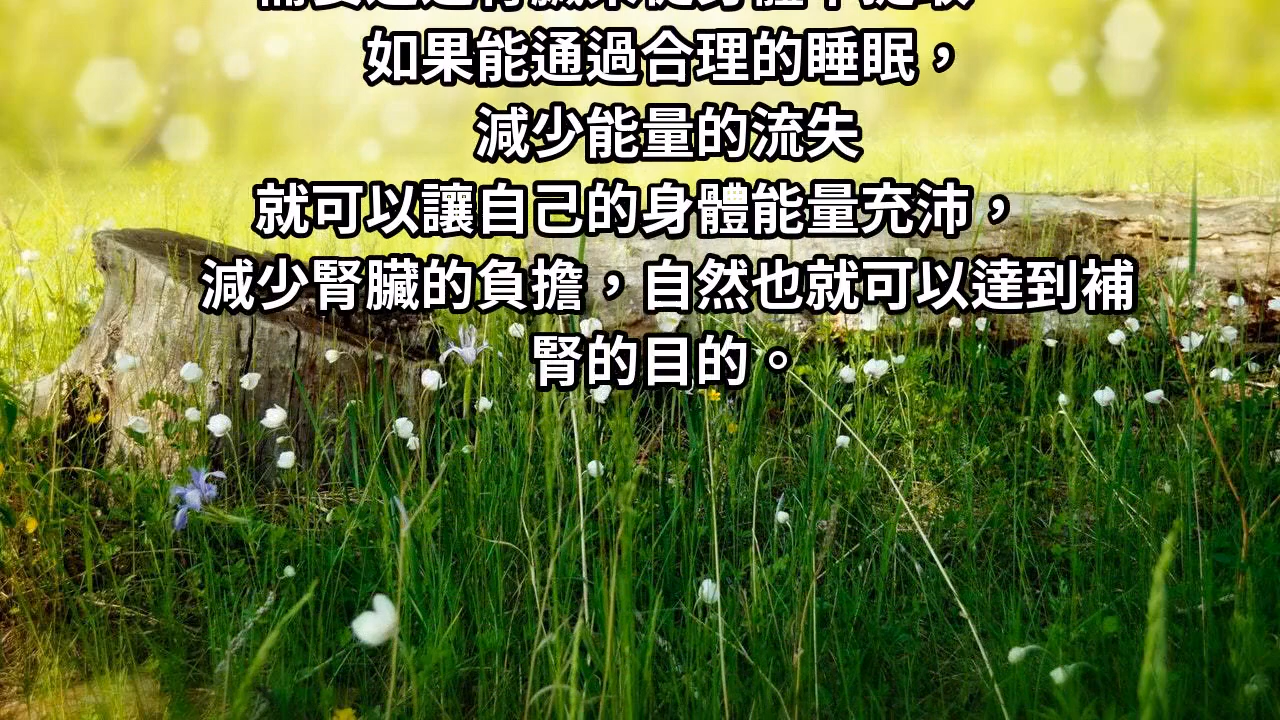 如果能通過合理的睡眠，
減少能量的流失
就可以讓自己的身體能量充沛，
減少腎臟的負擔，自然也就可以達到補
腎的目的。